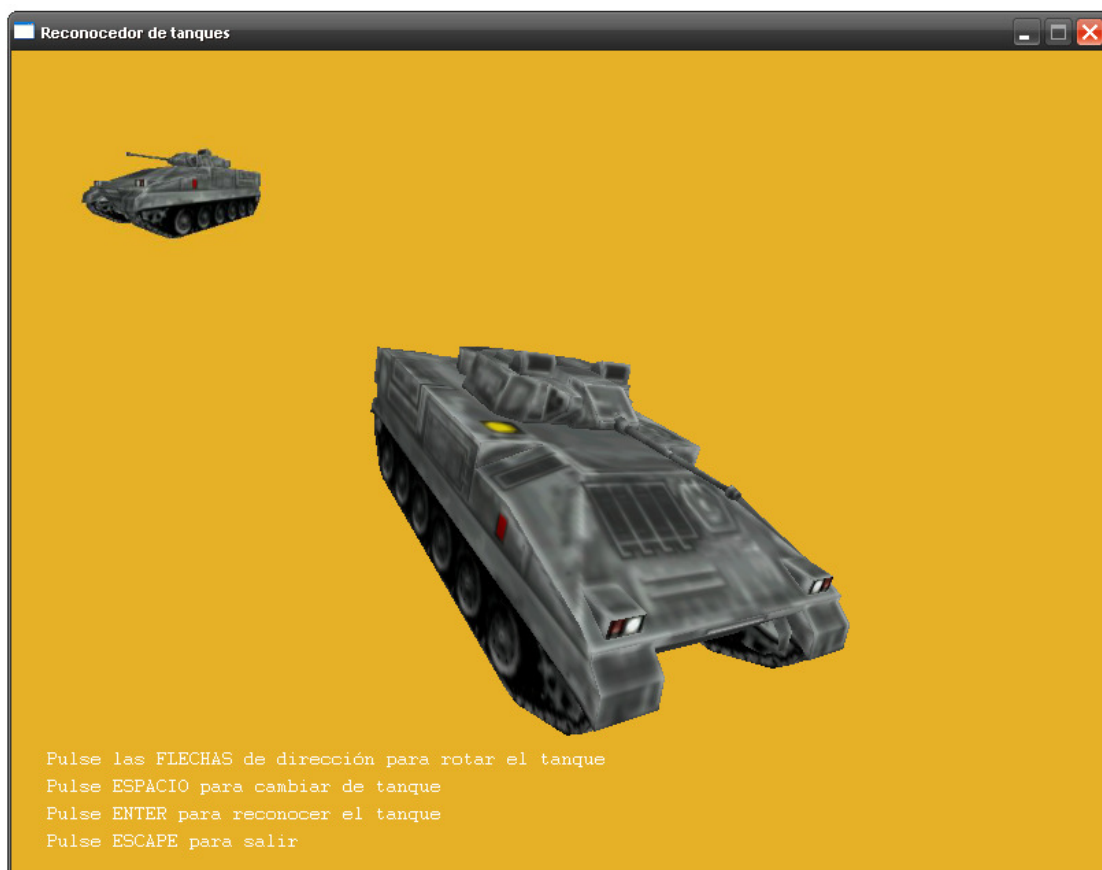 Reconocedor de tanques
Pulse las FLECHAS de dirección para rotar el tanque
Pulse ESPACIO para cambiar de tanque
Pulse ENTER para reconocer el tanque
Pulse ESCAPE para salir